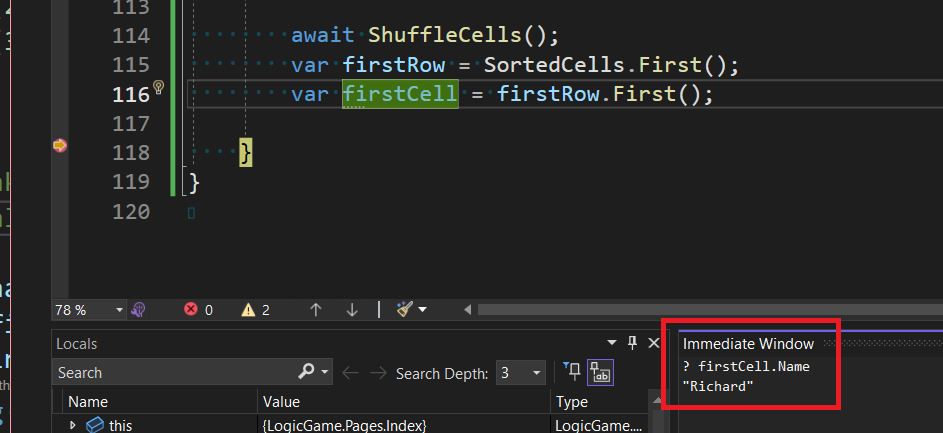 113
114 await ShuffleCells();
115 var firstRow = SortedCells.First();
116 var firstCell = firstRow.First();
117
118 }
119 }
120
78 % 0 2
Locals
Search Search Depth: 3
Name Value Type
this {LogicGame.Pages.Index} LogicGame....
Immediate Window
? firstCell.Name
"Richard"